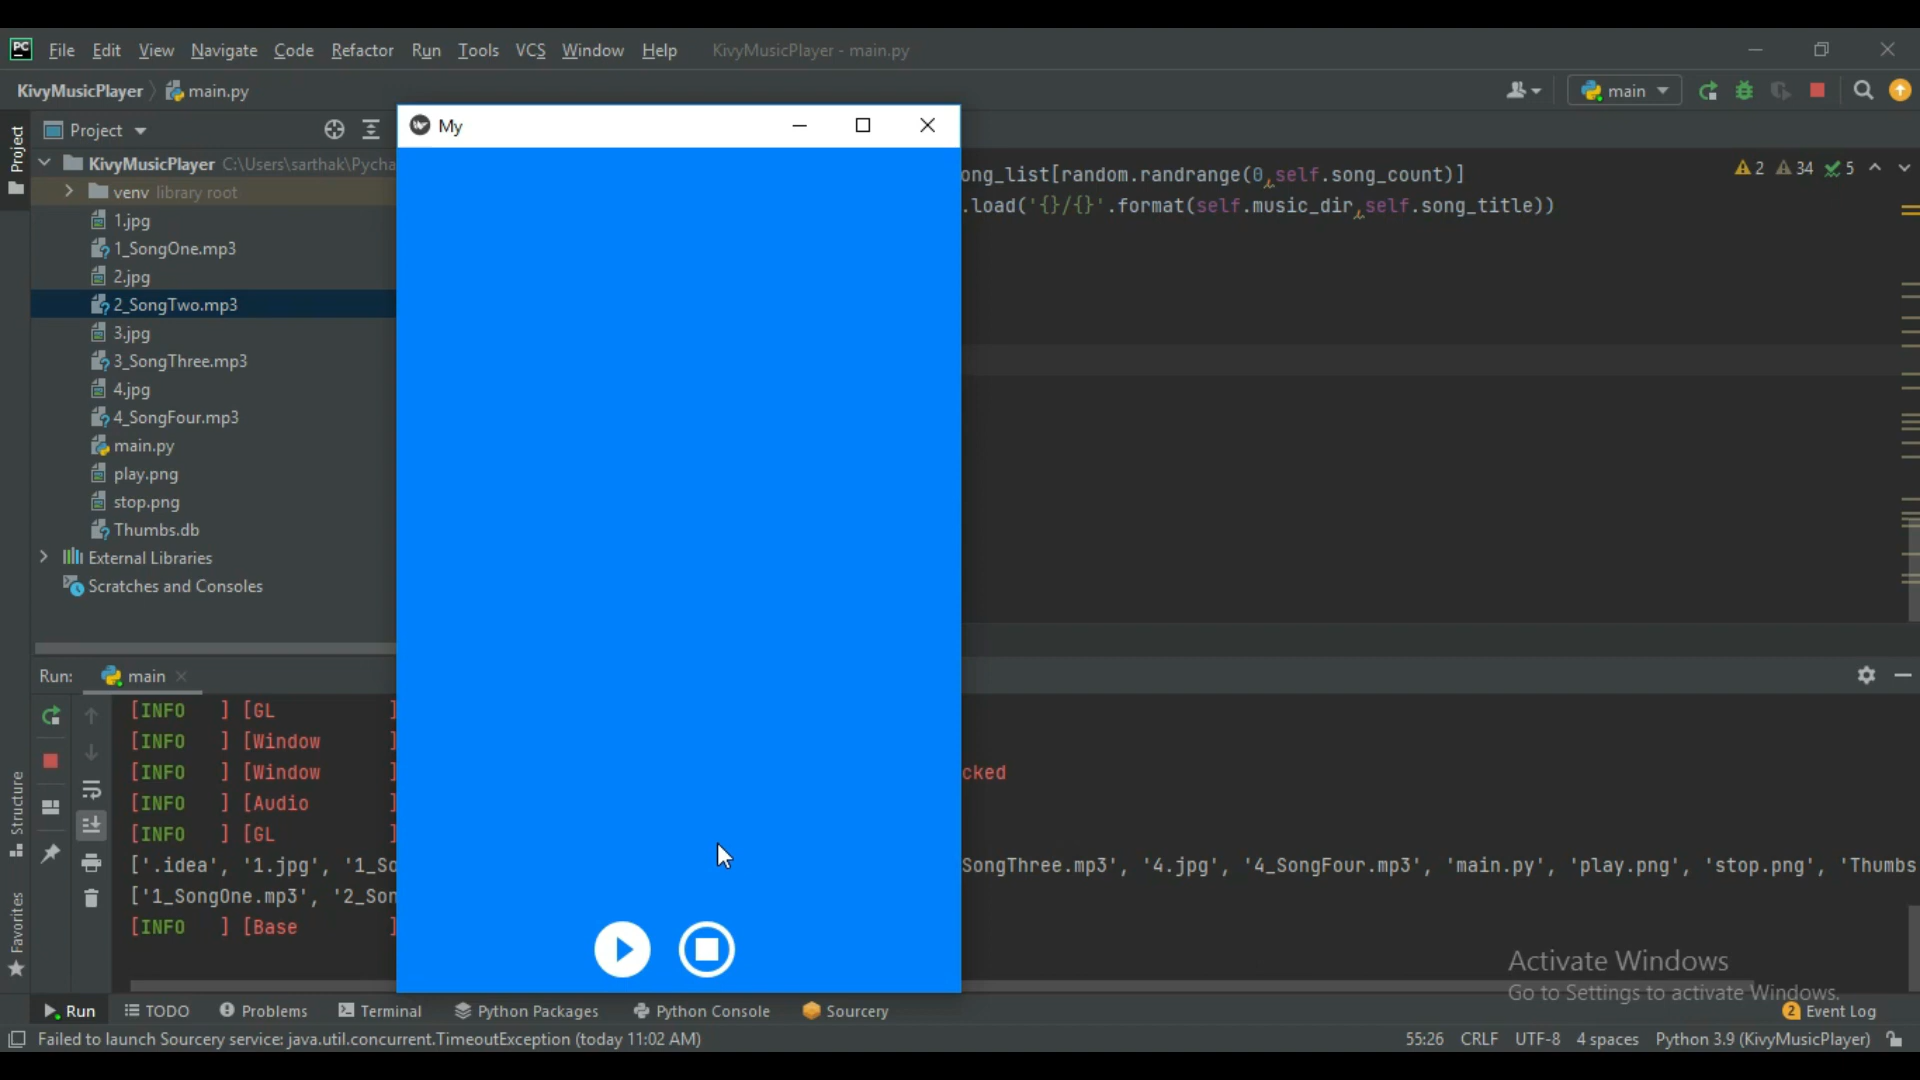 PC File Edit View Navigate Code Refactor Run Tools VCS Window Help KivyMusicPlayer - main.py
KivyMusicPlayer main.py
main
Project
My
KivyMusicPlayer C:\Users\sarthak\Pycha
venv library root
1.jpg
1_SongOne.mp3
2.jpg
2_SongTwo.mp3
3.jpg
3_SongThree.mp3
4.jpg
4_SongFour.mp3
main.py
play.png
stop.png
Thumbs.db
External Libraries
Scratches and Consoles
Project
Structure
Favorites
ong_list[random.randrange(0,self.song_count)]
.load('{}/{}'.format(self.music_dir,self.song_title))
2 34 5
Run: main
[INFO ] [GL ]
[INFO ] [Window ]
[INFO ] [Window ] cked
[INFO ] [Audio ]
[INFO ] [GL ]
['.idea', '1.jpg', '1_So SongThree.mp3', '4.jpg', '4_SongFour.mp3', 'main.py', 'play.png', 'stop.png', 'Thumbs
['1_SongOne.mp3', '2_Son
[INFO ] [Base ]
Activate Windows
Go to Settings to activate Windows.
Run TODO Problems Terminal Python Packages Python Console Sourcery 2 Event Log
Failed to launch Sourcery service: java.util.concurrent.TimeoutException (today 11:02 AM) 55:26 CRLF UTF-8 4 spaces Python 3.9 (KivyMusicPlayer)